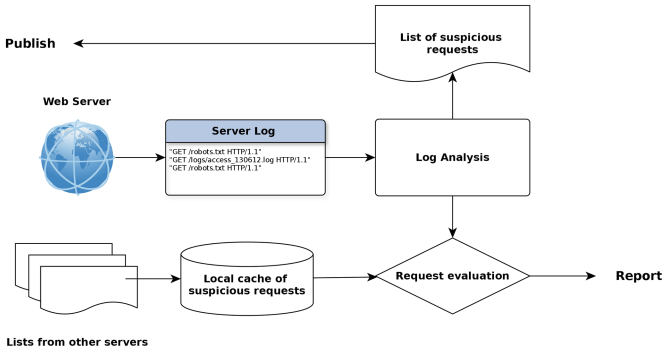 List of suspicious
requests
Publish
Web Server
Server Log
"GET /robots.txt HTTP/1.1"
"GET /logs/access_130612.log HTTP/1.1"
"GET /robots.txt HTTP/1.1"
Log Analysis
Local cache of
suspicious requests
Request evaluation
Report
Lists from other servers